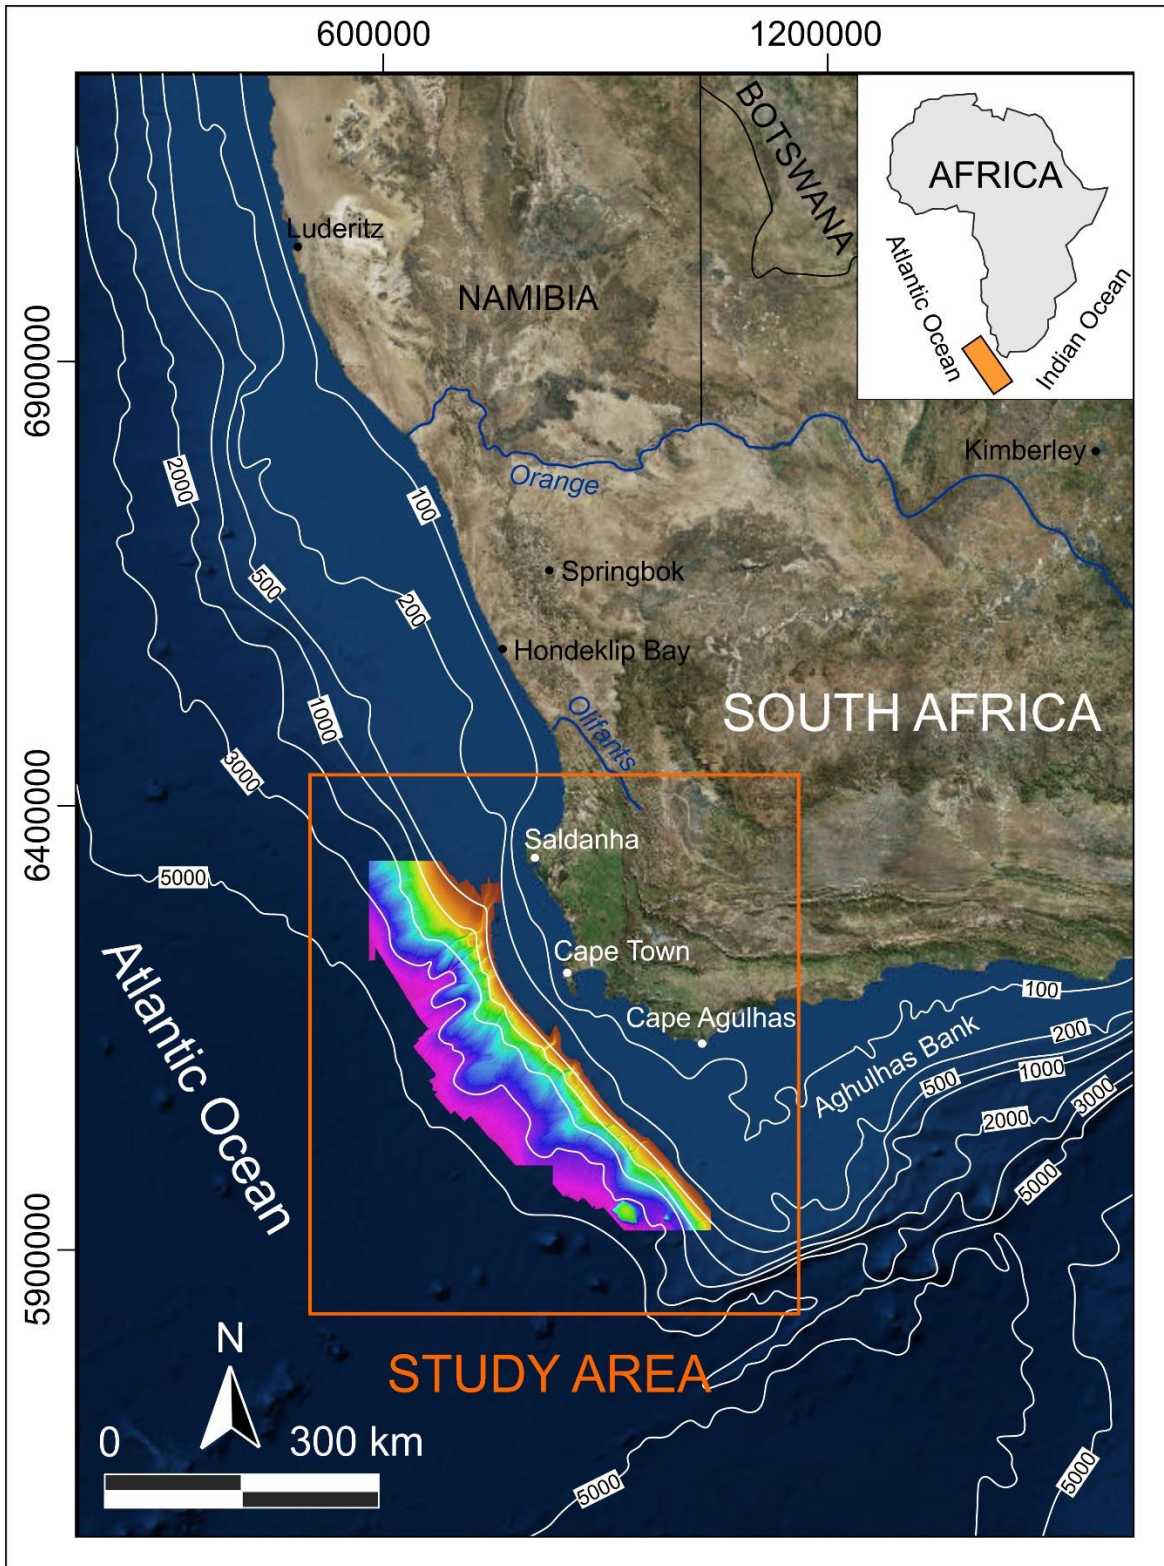 600000
1200000
BOTSWANA
AFRICA
Atlantic Ocean
Indian Ocean
Luderitz
NAMIBIA
6900000
Kimberley
Orange
2000
100
500
200
Springbok
Hondeklip Bay
SOUTH AFRICA
Olifants
1000
3000
6400000
Saldanha
5000
Atlantic Ocean
Cape Town
Cape Agulhas
100
Aghulhas Bank
200
500
1000
2000
3000
5000
5900000
N
STUDY AREA
0
300 km
5000
5000